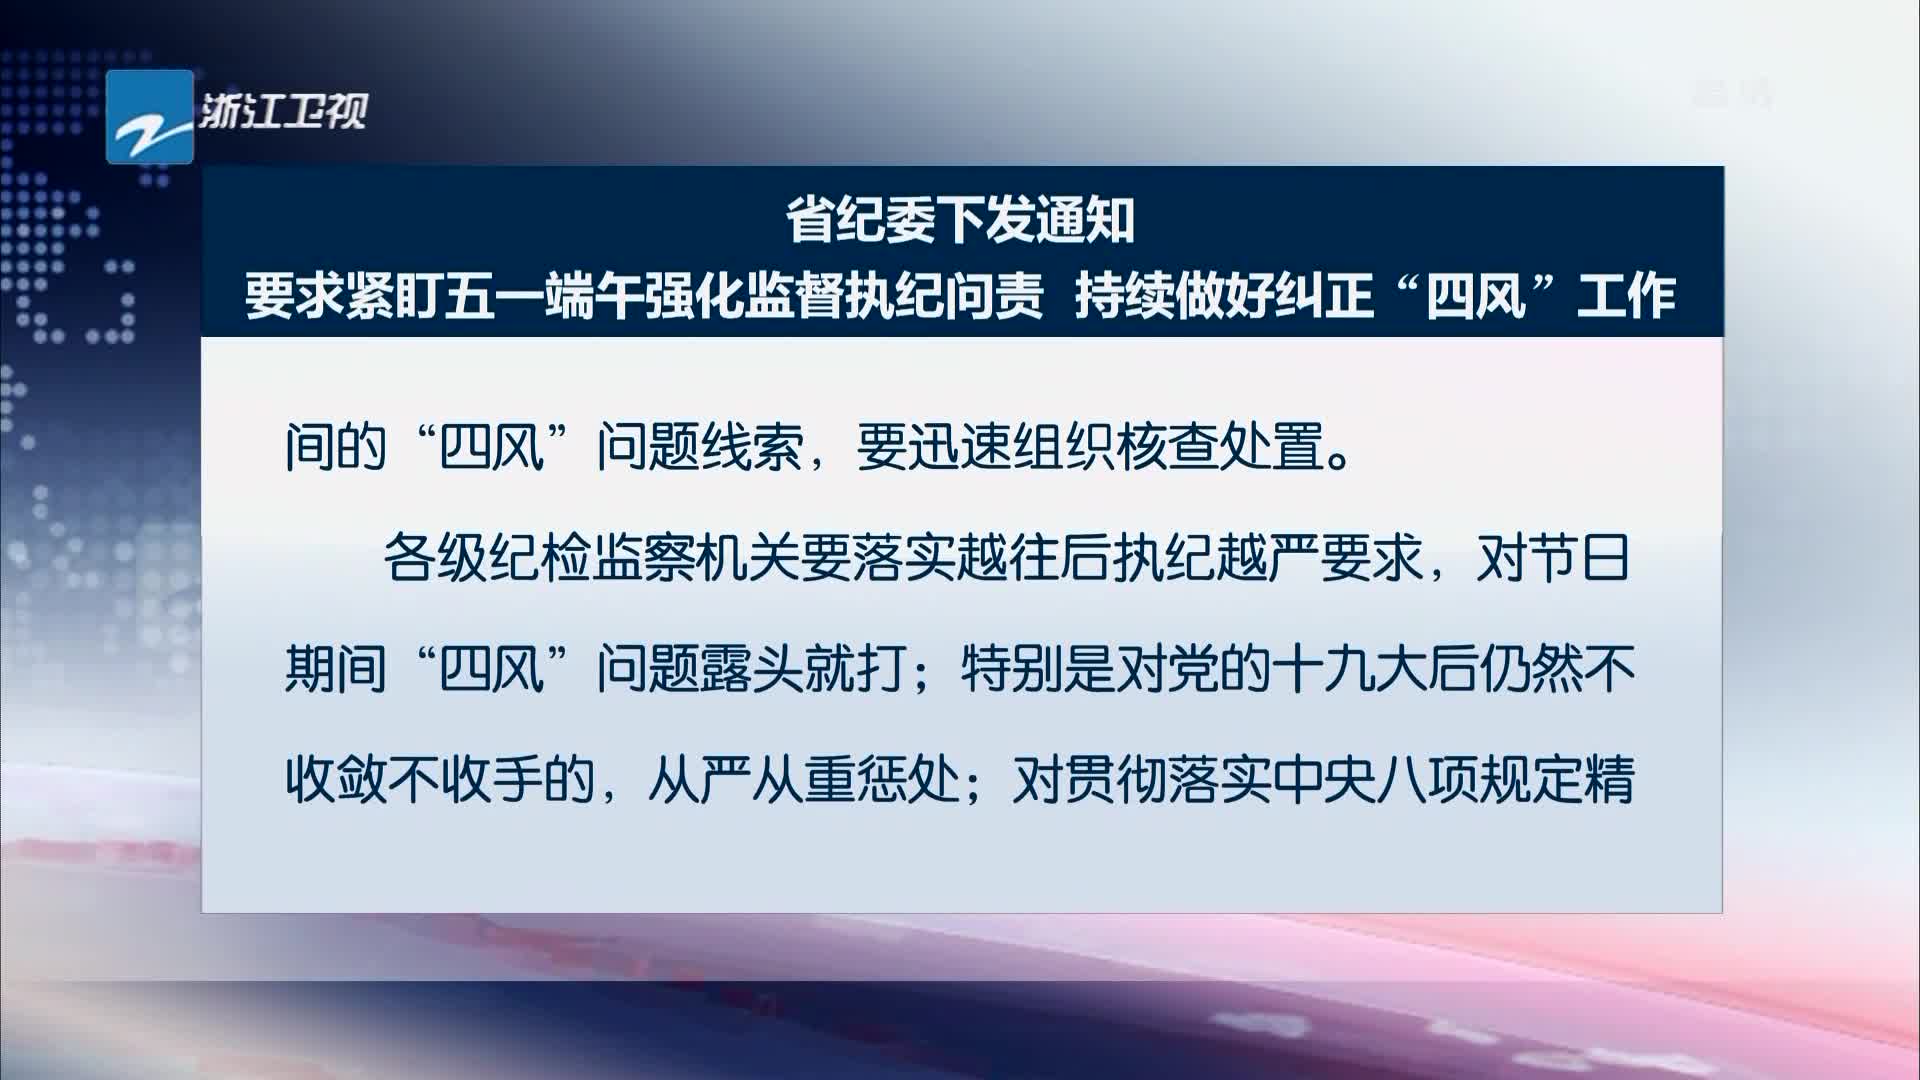 浙江卫视
省纪委下发通知
要求紧盯五一端午强化监督执纪问责 持续做好纠正“四风”工作
间的“四风”问题线索，要迅速组织核查处置。
各级纪检监察机关要落实越往后执纪越严要求，对节日
期间“四风”问题露头就打；特别是对党的十九大后仍然不
收敛不收手的，从严从重惩处；对贯彻落实中央八项规定精